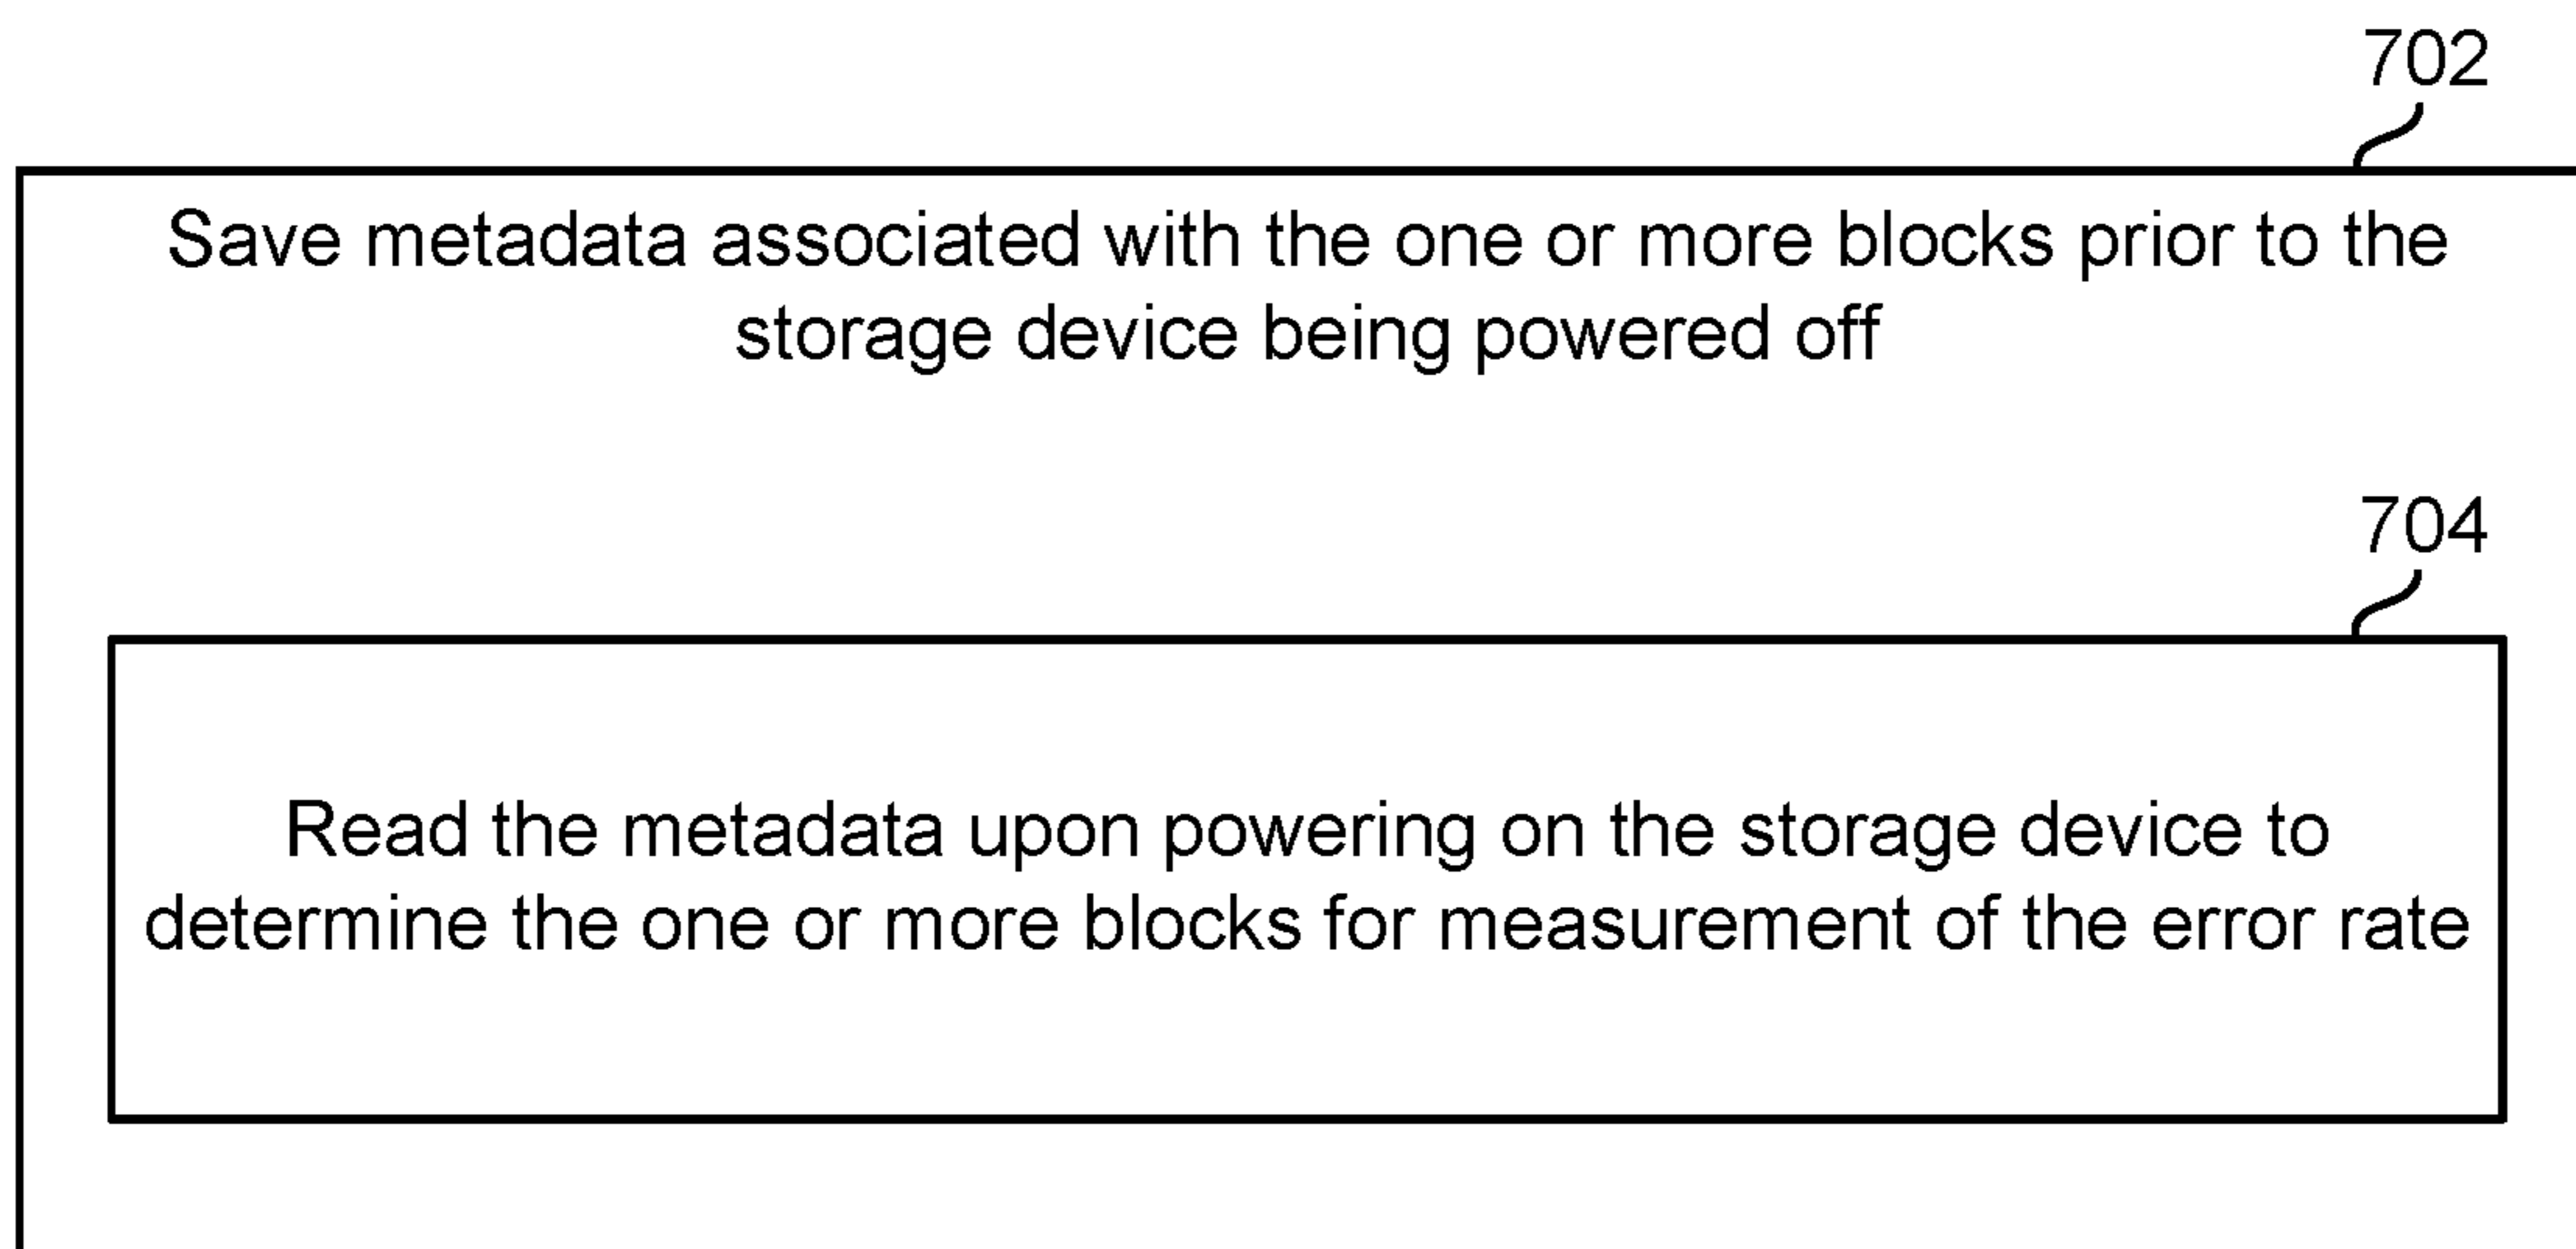 702
Save metadata associated with the one or more blocks prior to the
storage device being powered off
704
Read the metadata upon powering on the storage device to
determine the one or more blocks for measurement of the error rate